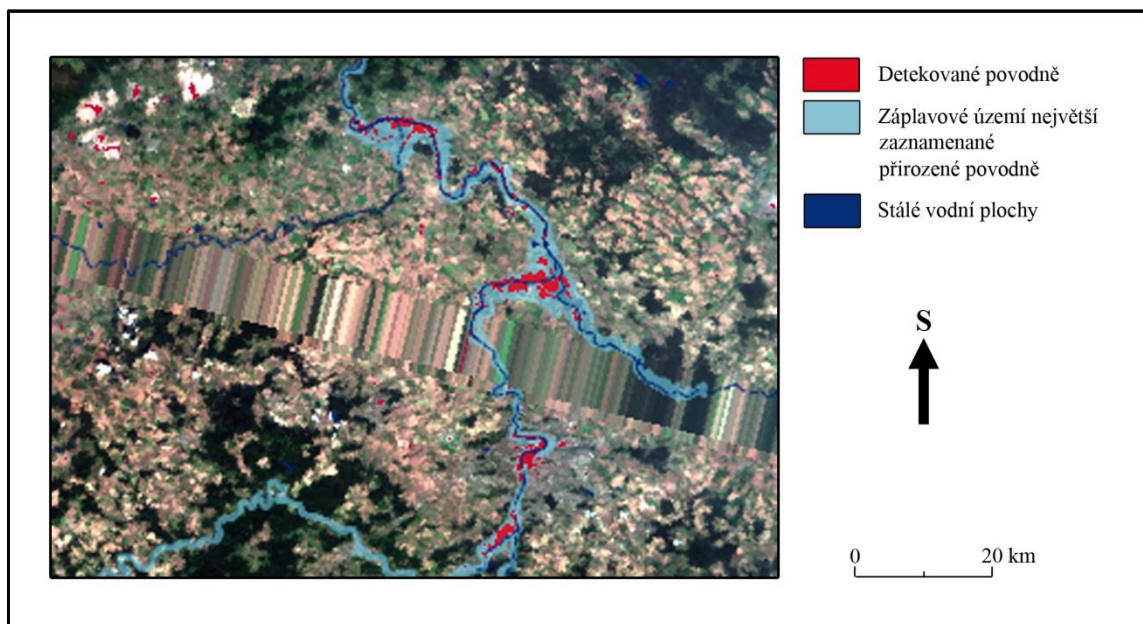 Detekované povodně
Záplavové území největší
zaznamenané
přirozené povodně
Stálé vodní plochy
S
0 20 km